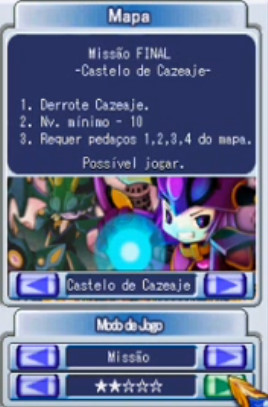 Mapa
Missão FINAL
-Castelo de Cazeaje-
1. Derrote Cazeaje.
2. Nv. mínimo - 10
3. Requer pedaços 1,2,3,4 do mapa.
Possível jogar.
Castelo de Cazeaje
Modo de Jogo
Missão
★★☆☆☆